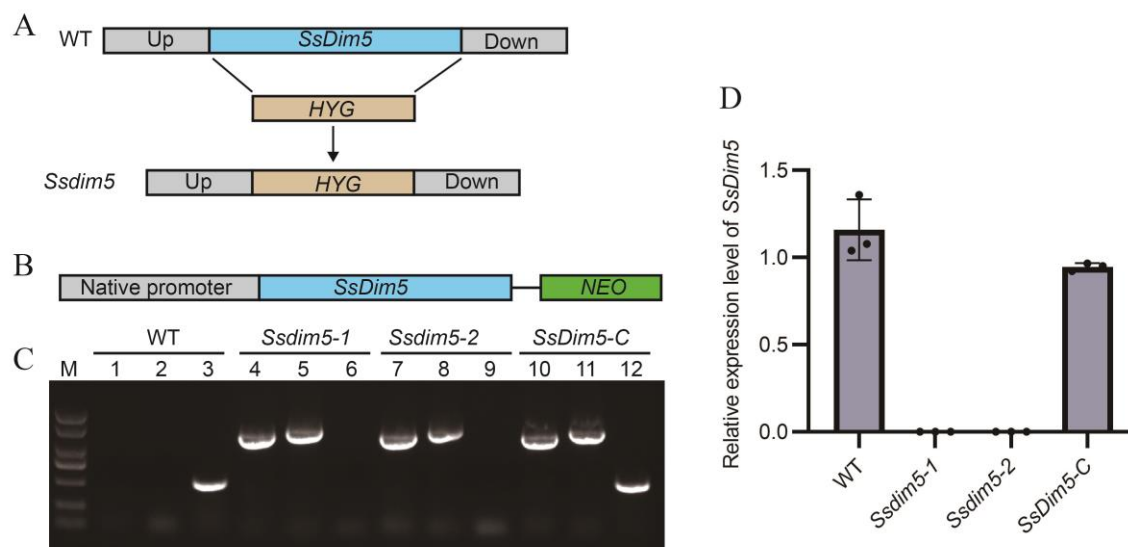 A
WT
Up
SsDim5
Down
HYG
Ssdim5
Up
HYG
Down
B
Native promoter
SsDim5
NEO
C
WT
Ssdim5-1
Ssdim5-2
SsDim5-C
M 1 2 3 4 5 6 7 8 9 10 11 12
D
Relative expression level of SsDim5
1.5
1.0
0.5
0.0
WT
Ssdim5-1
Ssdim5-2
SsDim5-C